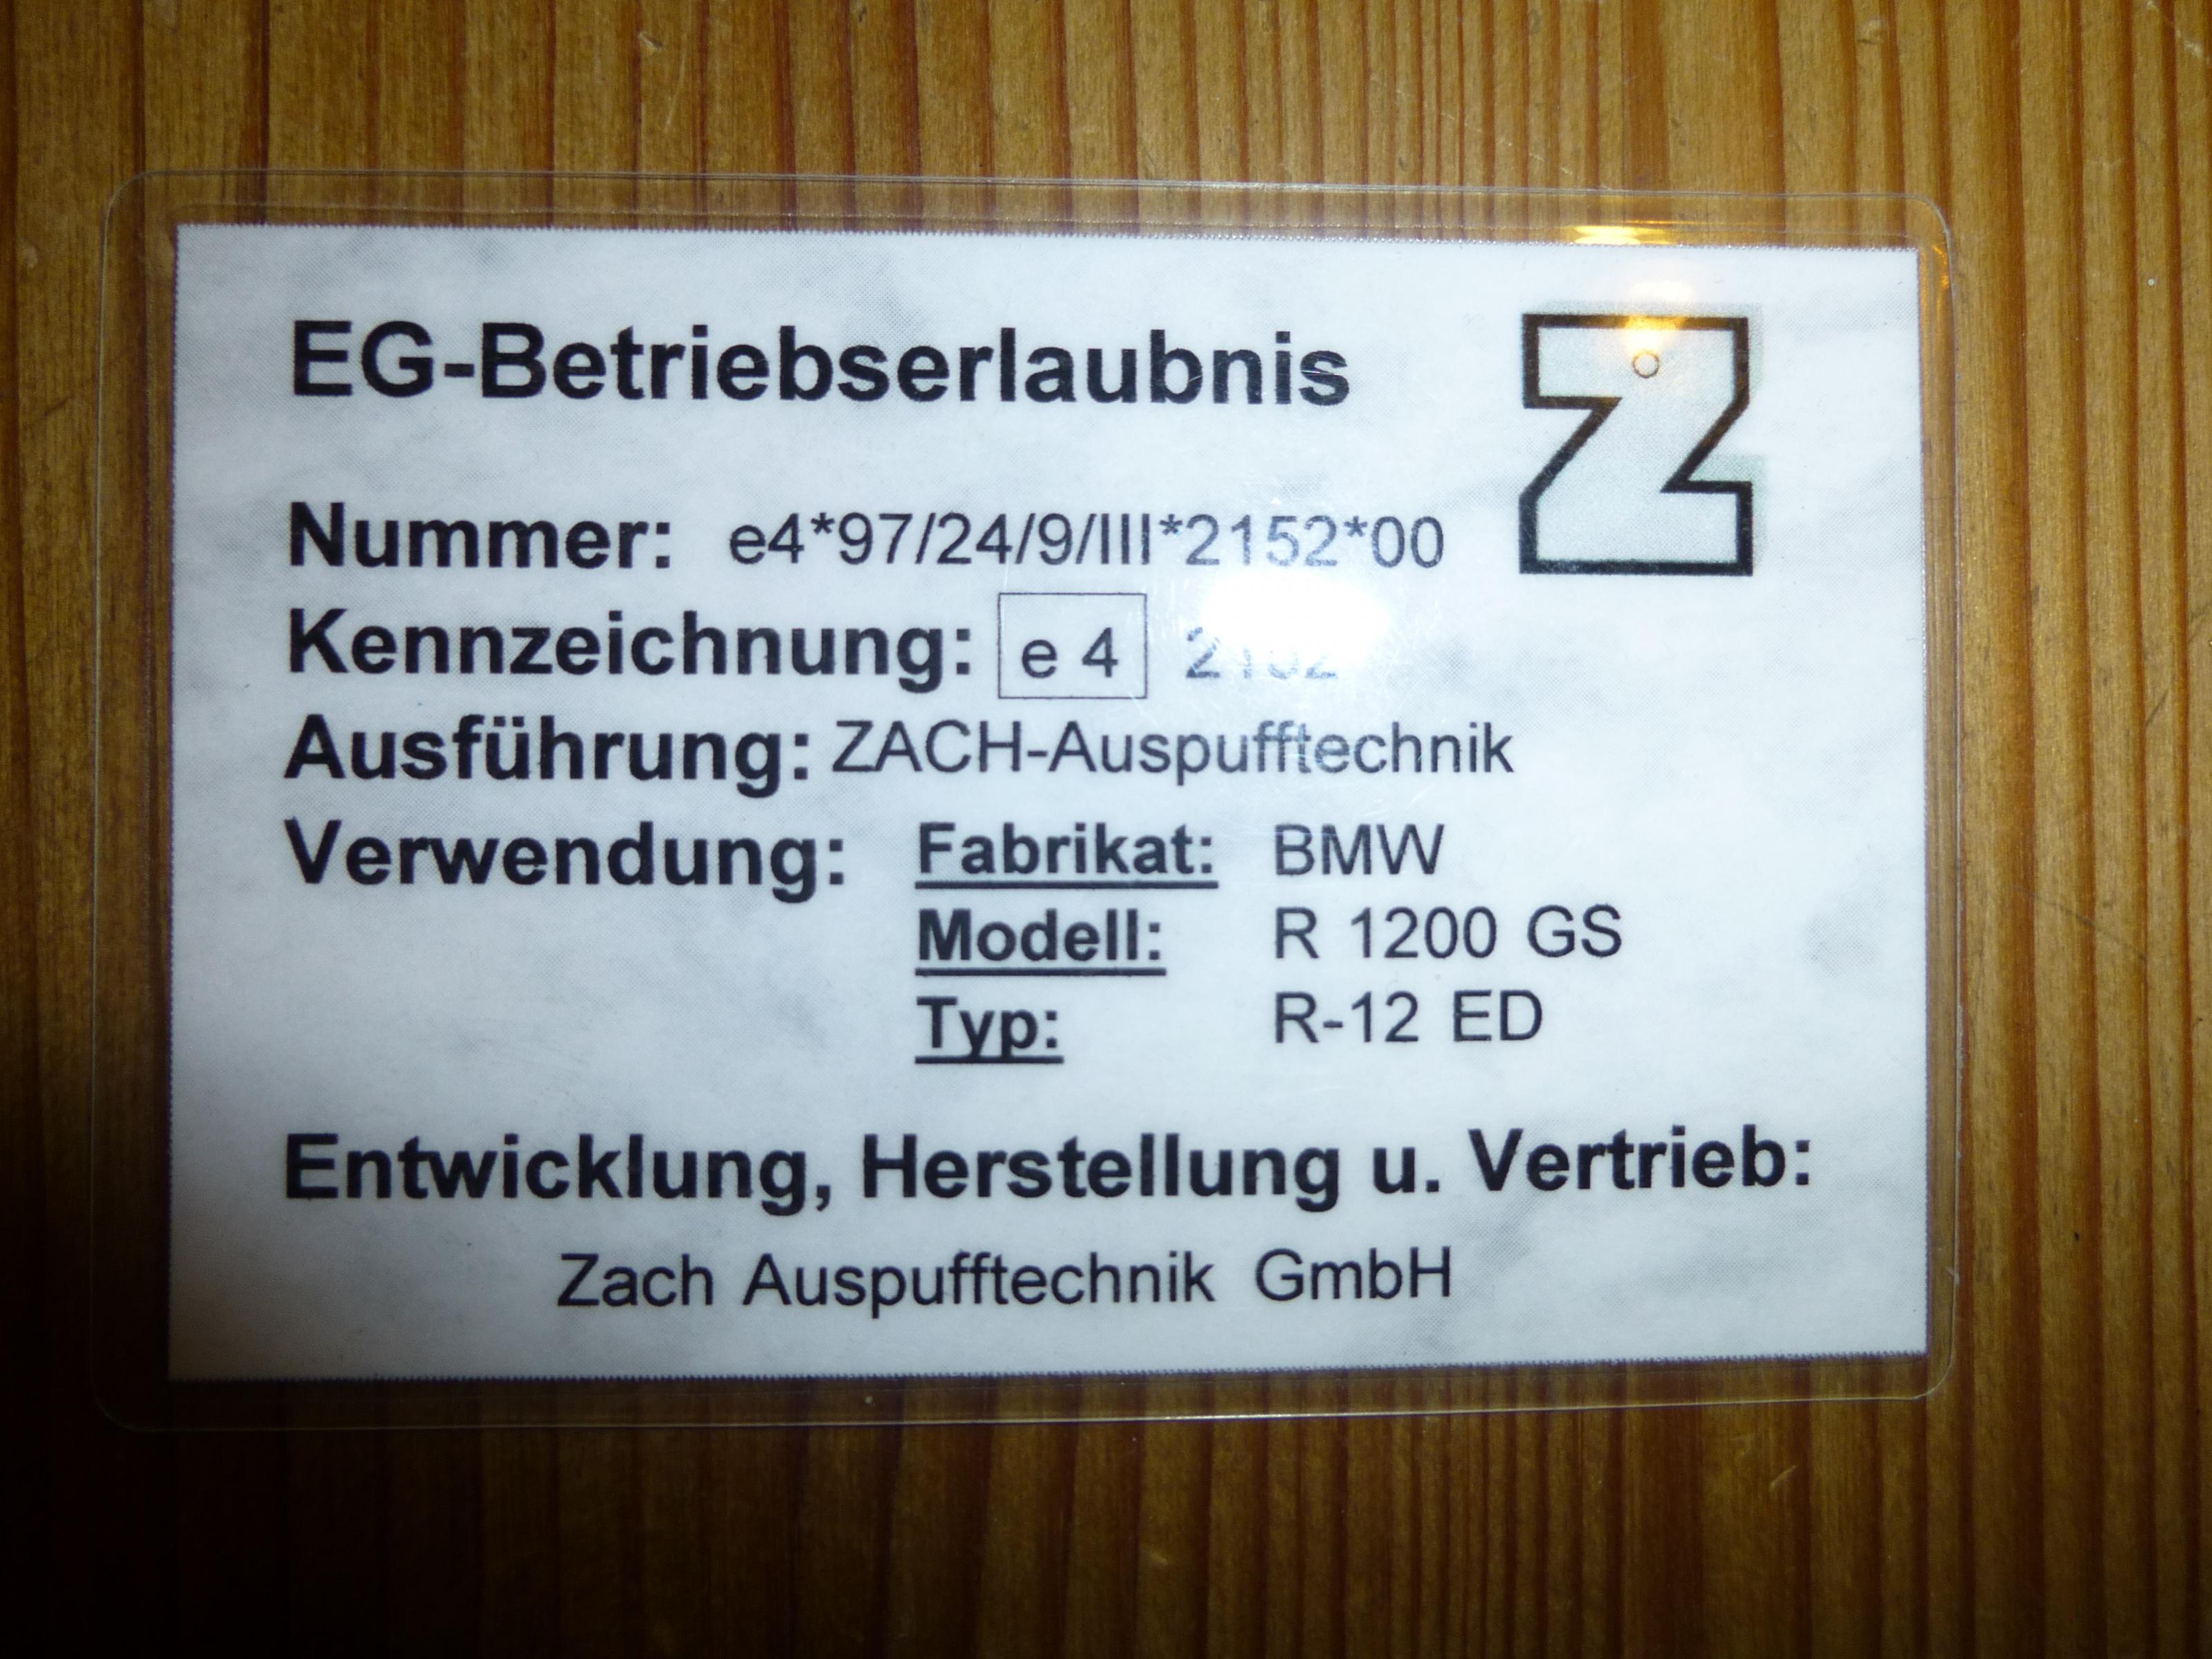 EG-Betriebserlaubnis
Z
Nummer: e4*97/24/9/III*2152*00
Kennzeichnung: e 4 2152
Ausführung: ZACH-Auspufftechnik
Verwendung: Fabrikat: BMW
Modell: R 1200 GS
Typ: R-12 ED
Entwicklung, Herstellung u. Vertrieb:
Zach Auspufftechnik GmbH